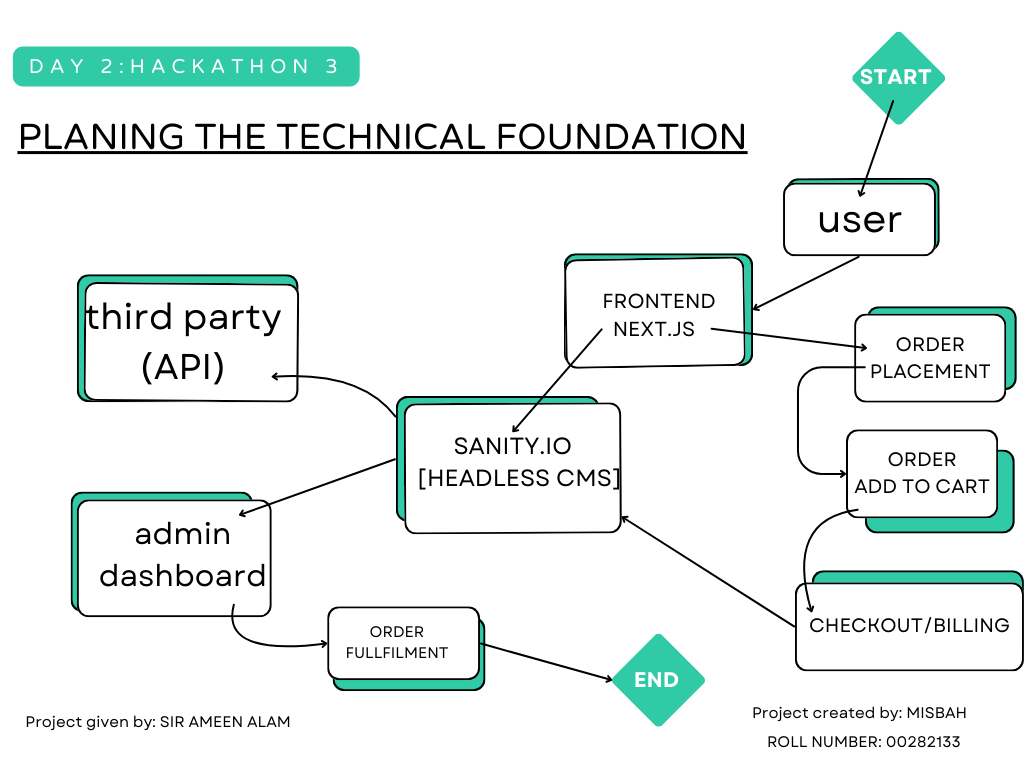 DAY 2:HACKATHON 3
START
PLANING THE TECHNICAL FOUNDATION
user
FRONTEND
NEXT.JS
third party
(API)
ORDER
PLACEMENT
SANITY.IO
[HEADLESS CMS]
ORDER
ADD TO CART
admin
dashboard
CHECKOUT/BILLING
ORDER
FULLFILMENT
END
Project given by: SIR AMEEN ALAM
Project created by: MISBAH
ROLL NUMBER: 00282133